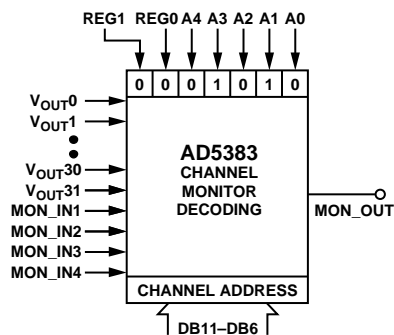 REG1 REG0 A4 A3 A2 A1 A0
0 0 0 1 0 1 0
VOUT0
VOUT1
VOUT30
VOUT31
MON_IN1
MON_IN2
MON_IN3
MON_IN4
AD5383
CHANNEL
MONITOR
DECODING
MON_OUT
CHANNEL ADDRESS
DB11–DB6